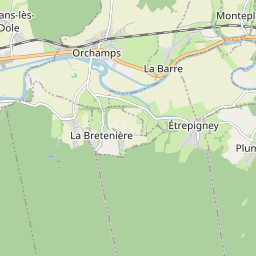 ans-lès-
Dole
Montepl
Orchamps
La Barre
La Bretenière
Étrepigney
Plum